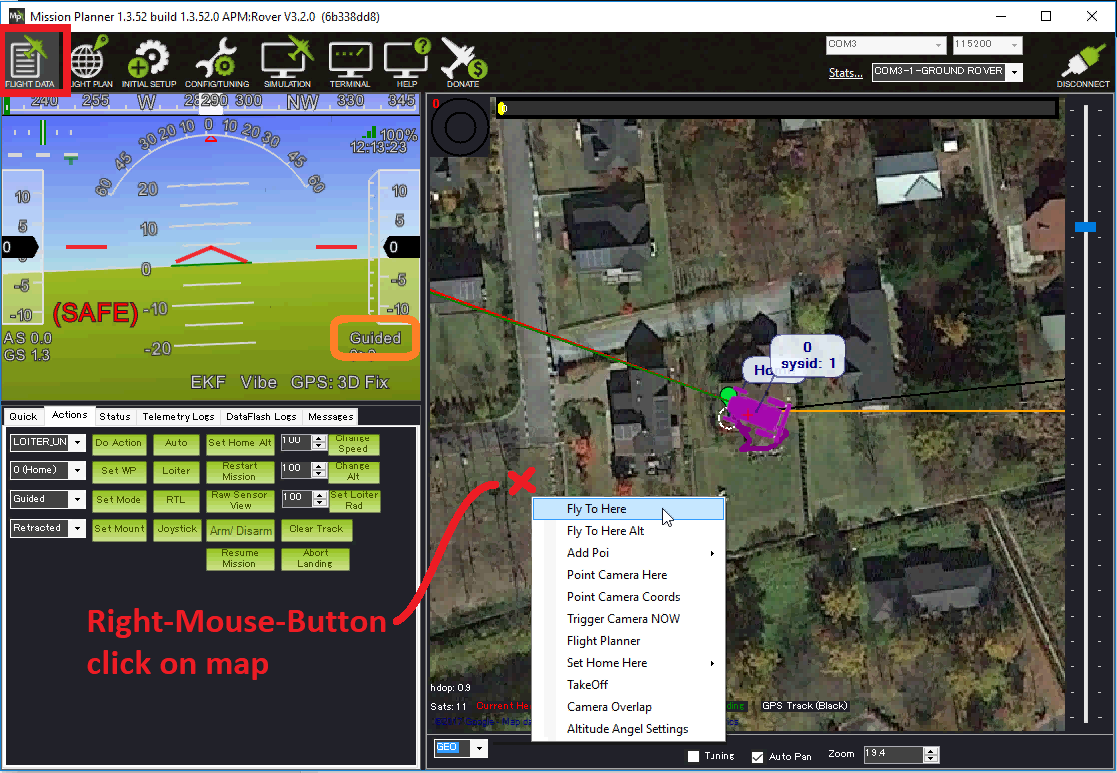 Mission Planner 1.3.52 build 1.3.52.0 APM:Rover V3.2.0 (6b338dd8)
FLIGHT DATA
FLIGHT PLAN
INITIAL SETUP
CONFIG/TUNING
SIMULATION
TERMINAL
HELP
DONATE
COM3
115200
Stats...
COM3-1-GROUND ROVER
DISCONNECT
240 255 W 285 290 300 NW 330 345
60 45 30 20 10 0 10 20 30 45 60
100%
12:13:23
20
10
0
-10
-20
10
5
0
-5
-10
10
5
0
-5
-10
(SAFE)
AS 0.0
GS 1.3
Guided
EKF Vibe GPS: 3D Fix
Quick Actions Status Telemetry Logs DataFlash Logs Messages
LOITER_UN Do Action Auto Set Home Alt 100 Change Speed
0 (Home) Set WP Loiter Restart Mission 100 Change Alt
Guided Set Mode RTL Raw Sensor View 100 Set Loiter Rad
Retracted Set Mount Joystick Arm/ Disarm Clear Track
Resume Mission Abort Landing
Right-Mouse-Button
click on map
0
0
0
sysid: 1
Ho
Fly To Here
Fly To Here Alt
Add Poi
Point Camera Here
Point Camera Coords
Trigger Camera NOW
Flight Planner
Set Home Here
TakeOff
Camera Overlap
Altitude Angel Settings
hdop: 0.9
Sats: 11 Current He
GPS Track (Black)
©2017 Google - Map da
GEO
Tuning
Auto Pan
Zoom
19.4